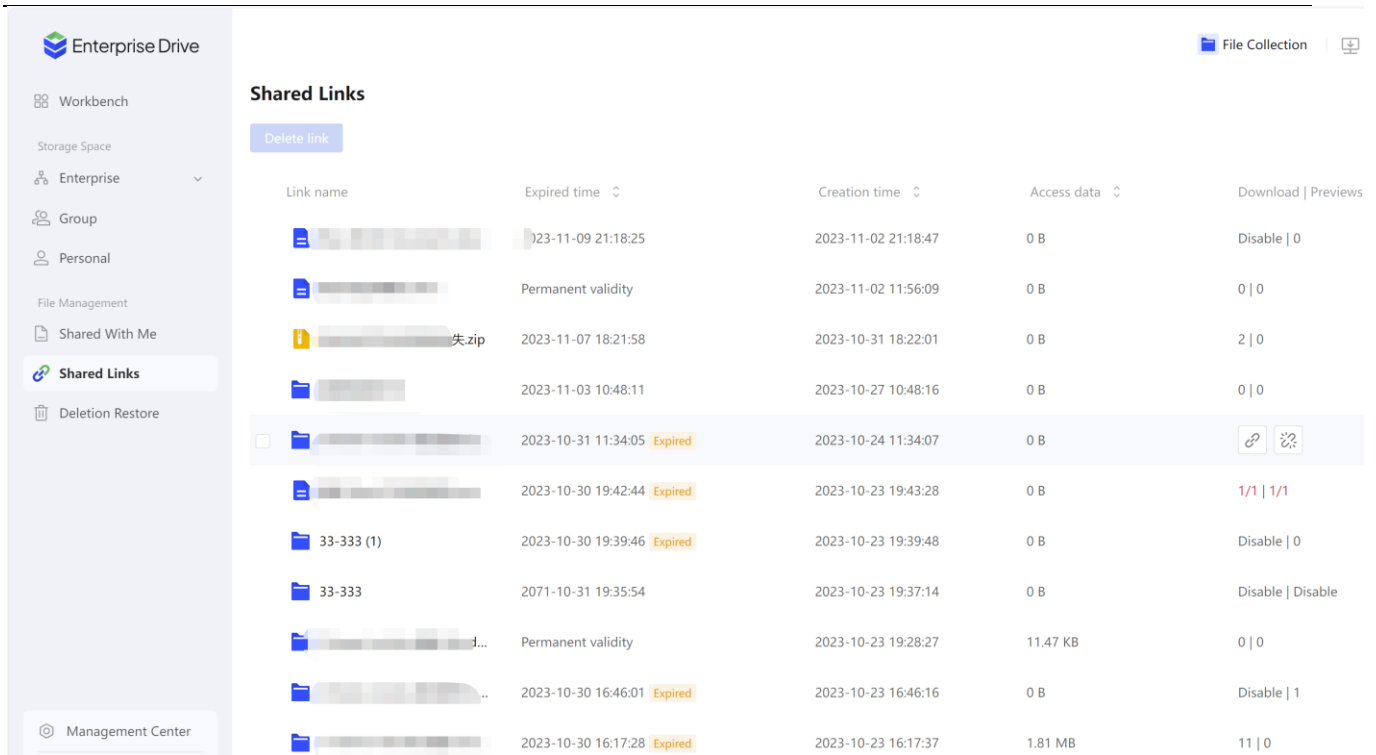 Enterprise Drive
File Collection
Workbench
Storage Space
Enterprise
Group
Personal
File Management
Shared With Me
Shared Links
Deletion Restore
Management Center
Shared Links
Delete link
Link name Expired time Creation time Access data Download | Previews
023-11-09 21:18:25 2023-11-02 21:18:47 0 B Disable | 0
Permanent validity 2023-11-02 11:56:09 0 B 0 | 0
失.zip 2023-11-07 18:21:58 2023-10-31 18:22:01 0 B 2 | 0
2023-11-03 10:48:11 2023-10-27 10:48:16 0 B 0 | 0
2023-10-31 11:34:05 Expired 2023-10-24 11:34:07 0 B
2023-10-30 19:42:44 Expired 2023-10-23 19:43:28 0 B 1/1 | 1/1
33-333 (1) 2023-10-30 19:39:46 Expired 2023-10-23 19:39:48 0 B Disable | 0
33-333 2071-10-31 19:35:54 2023-10-23 19:37:14 0 B Disable | Disable
d... Permanent validity 2023-10-23 19:28:27 11.47 KB 0 | 0
... 2023-10-30 16:46:01 Expired 2023-10-23 16:46:16 0 B Disable | 1
2023-10-30 16:17:28 Expired 2023-10-23 16:17:37 1.81 MB 11 | 0